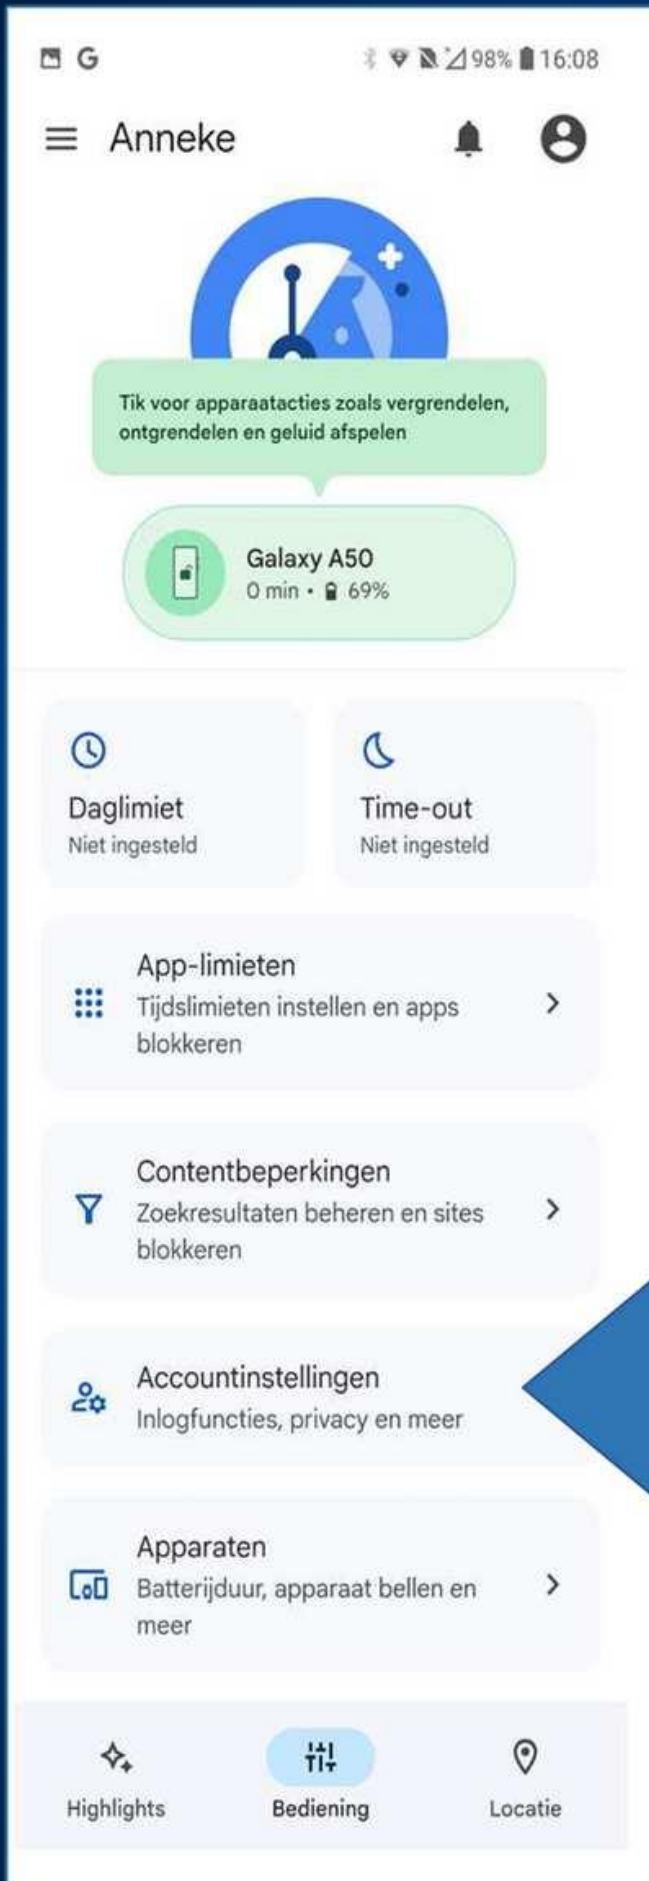 G 98% 16:08
Anneke
Tik voor apparaatacties zoals vergrendelen,
ontgrendelen en geluid afspelen
Galaxy A50
0 min • 69%
Daglimiet
Niet ingesteld
Time-out
Niet ingesteld
App-limieten
Tijdslimieten instellen en apps
blokkeren
Contentbeperkingen
Zoekresultaten beheren en sites
blokkeren
Accountinstellingen
Inlogfuncties, privacy en meer
Apparaten
Batterijduur, apparaat bellen en
meer
Highlights
Bediening
Locatie